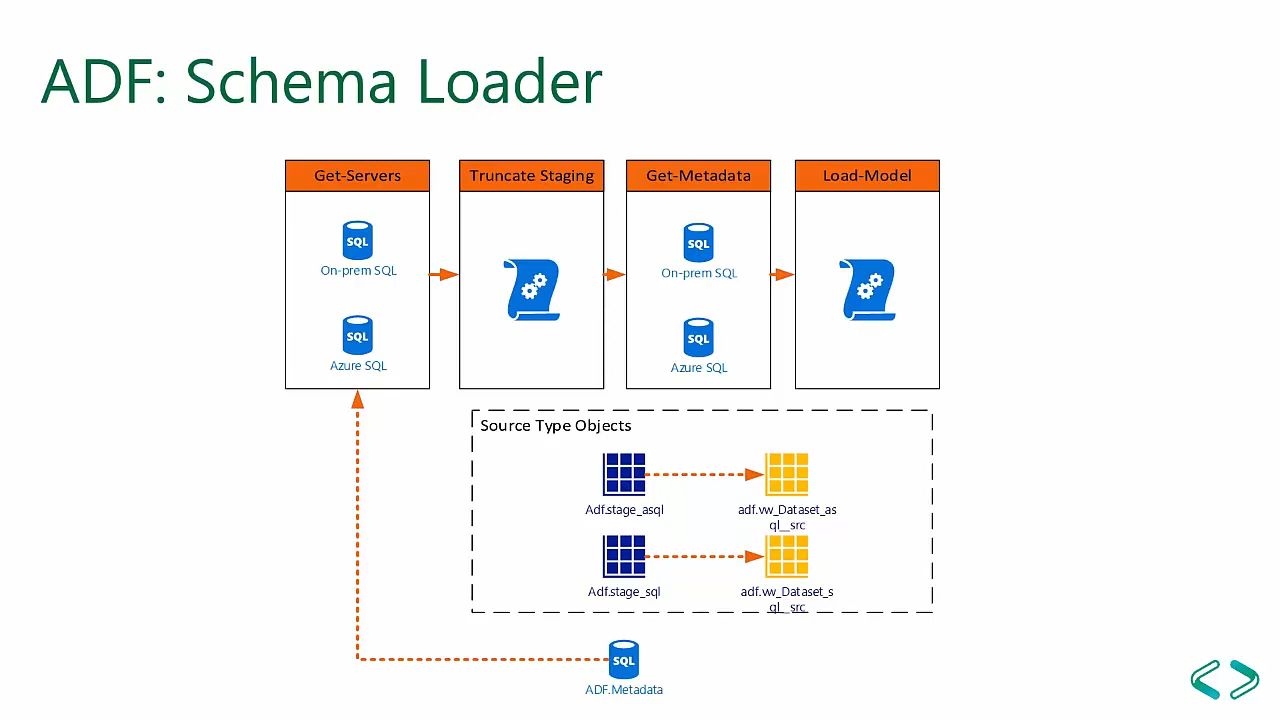 ADF: Schema Loader
Get-Servers
SQL
On-prem SQL
SQL
Azure SQL
Truncate Staging
Get-Metadata
SQL
On-prem SQL
SQL
Azure SQL
Load-Model
Source Type Objects
Adf.stage_asql
adf.vw_Dataset_as
ql__src
Adf.stage_sql
adf.vw_Dataset_s
ql__src
SQL
ADF.Metadata